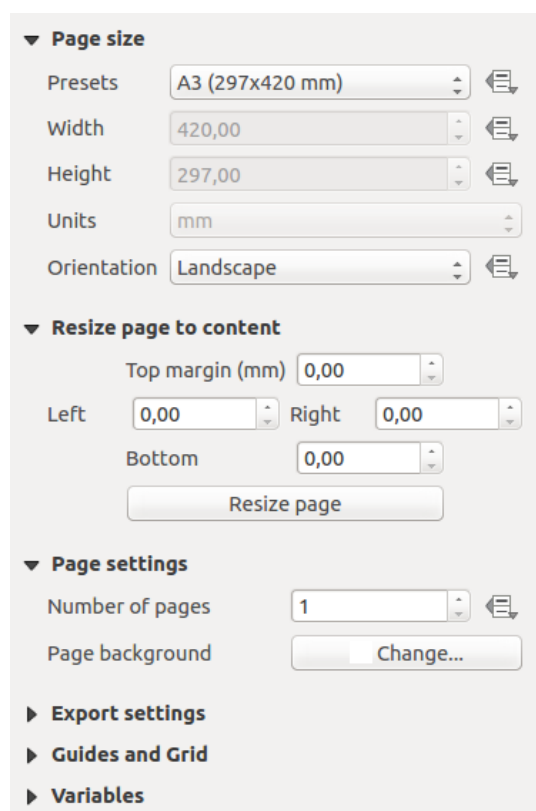 Page size
Presets A3 (297x420 mm)
Width 420,00
Height 297,00
Units mm
Orientation Landscape
Resize page to content
Top margin (mm) 0,00
Left 0,00 Right 0,00
Bottom 0,00
Resize page
Page settings
Number of pages 1
Page background Change...
Export settings
Guides and Grid
Variables